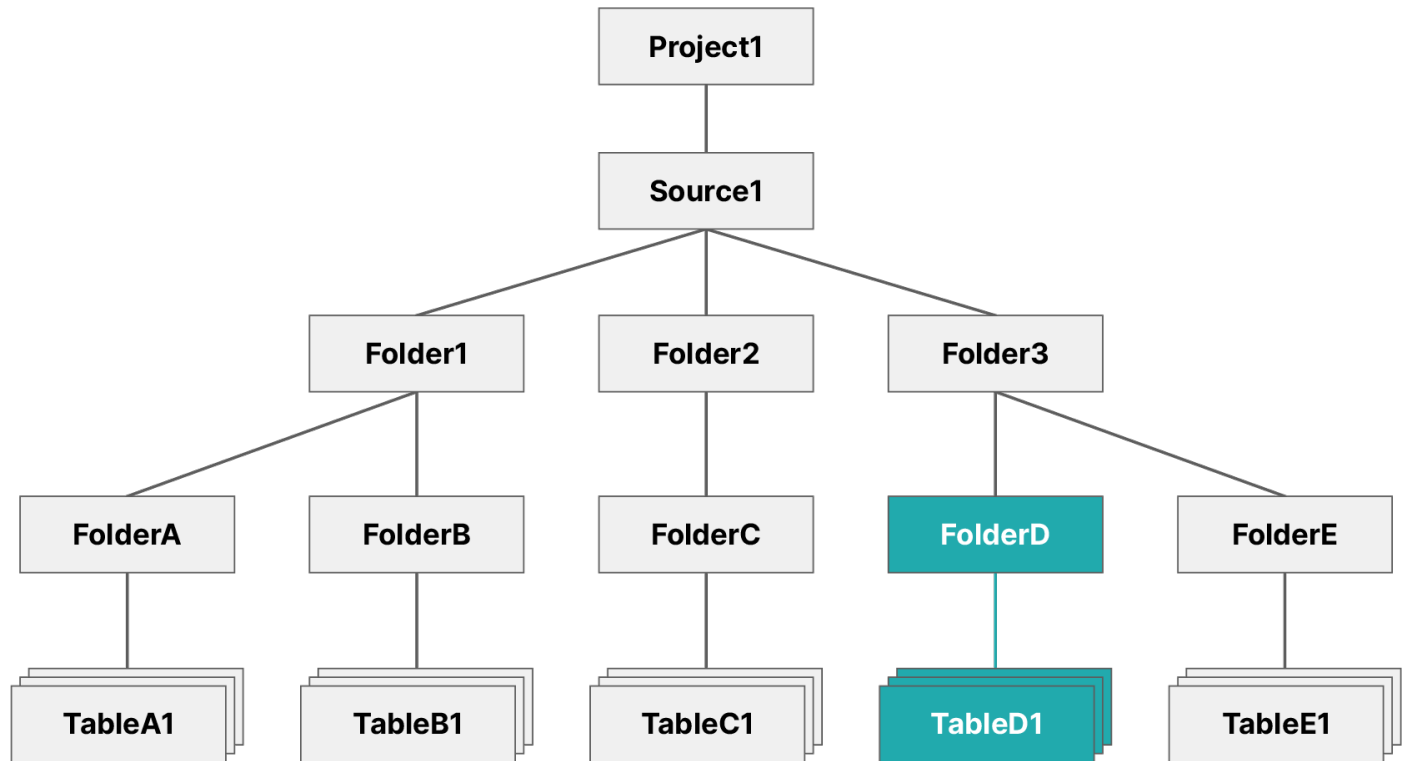 Project1
Source1
Folder1
Folder2
Folder3
FolderA
FolderB
FolderC
FolderD
FolderE
TableA1
TableB1
TableC1
TableD1
TableE1